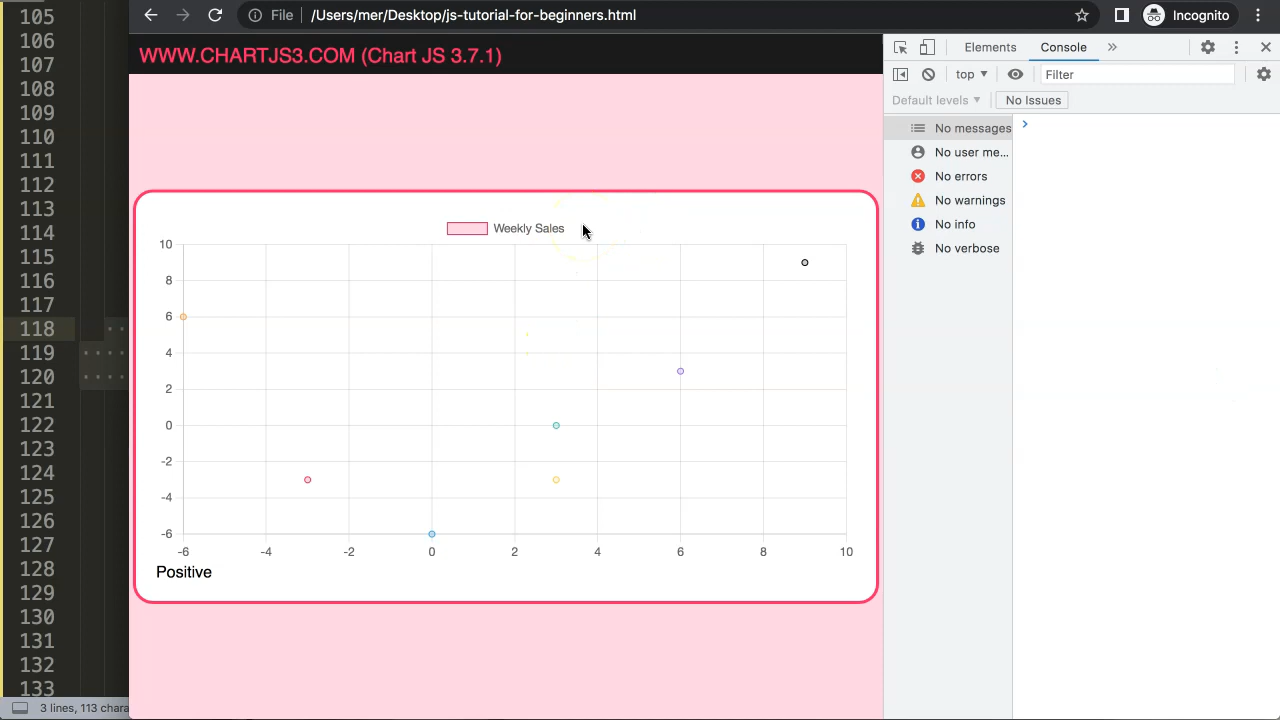 105
106
107
108
109
110
111
112
113
114
115
116
117
118
119
120
121
122
123
124
125
126
127
128
129
130
131
132
133
3 lines, 113 chara
File /Users/mer/Desktop/js-tutorial-for-beginners.html
Incognito
WWW.CHARTJS3.COM (Chart JS 3.7.1)
Weekly Sales
10
8
6
4
2
0
-2
-4
-6
-6 -4 -2 0 2 4 6 8 10
Positive
Elements Console »
top ▼ Filter
Default levels ▼ No Issues
No messages
No user me...
No errors
No warnings
No info
No verbose